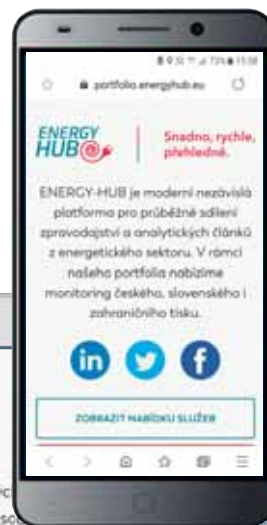 portfolio.energyhub.eu
ENERGY
HUB
Snadno, rychle,
přehledně.
ENERGY-HUB je moderní nezávislá
platforma pro průběžné sdílení
zpravodajství a analytických článků
z energetického sektoru. V rámci
našeho portfolia nabízíme
monitoring českého, slovenského i
zahraničního tisku.
in
f
ZOBRAZIT NABÍDKU SLUŽEB